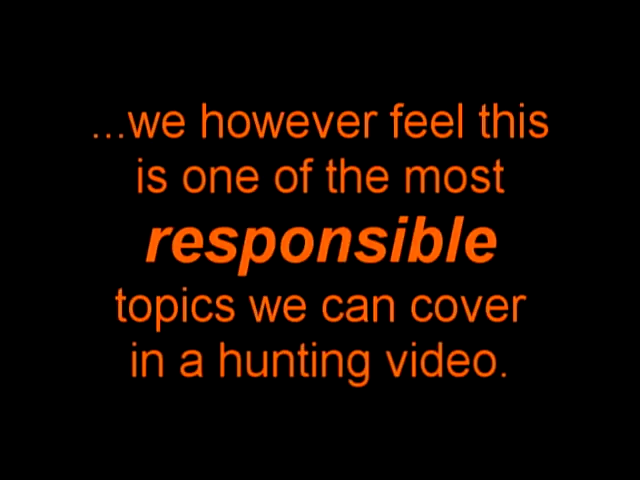 ...we however feel this
is one of the most
responsible
topics we can cover
in a hunting video.